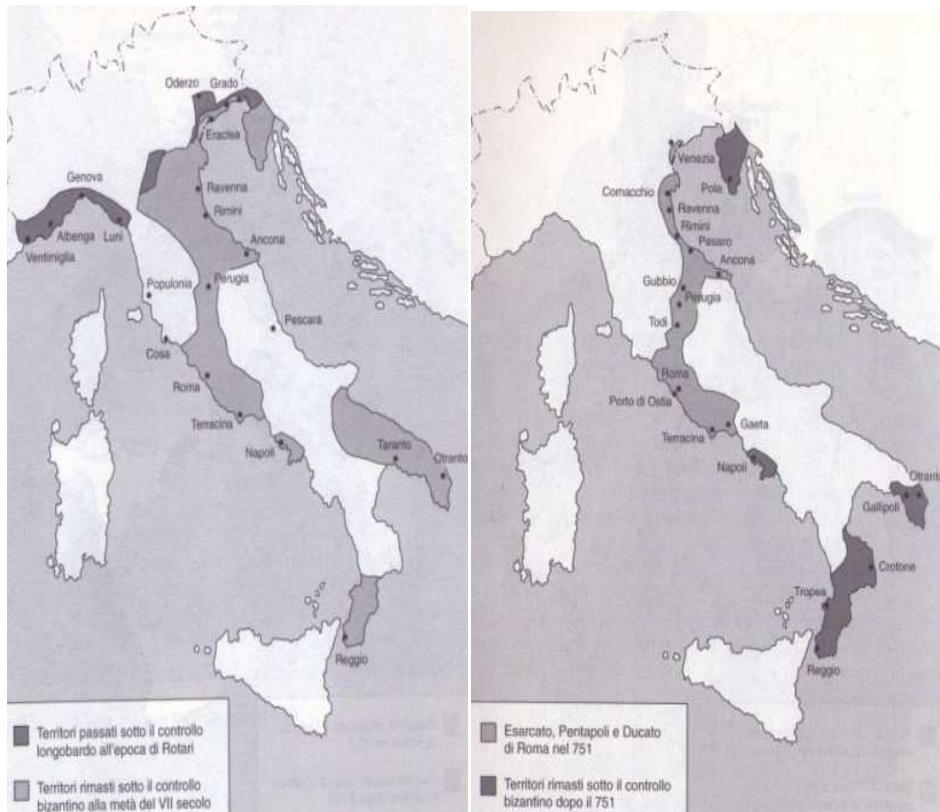 Oderzo
Grado
Eraclea
Genova
Ravenna
Rimini
Albenga
Luni
Ventimiglia
Ancona
Populonia
Perugia
Pescara
Cosa
Roma
Terracina
Napoli
Taranto
Otranto
Reggio
Territori passati sotto il controllo
longobardo all'epoca di Rotari
Territori rimasti sotto il controllo
bizantino alla metà del VII secolo
Venezia
Pola
Comacchio
Ravenna
Rimini
Pesaro
Ancona
Gubbio
Perugia
Todi
Roma
Porto di Ostia
Gaeta
Terracina
Napoli
Otranto
Gallipoli
Crotone
Tropea
Reggio
Esarcato, Pentapoli e Ducato
di Roma nel 751
Territori rimasti sotto il controllo
bizantino dopo il 751